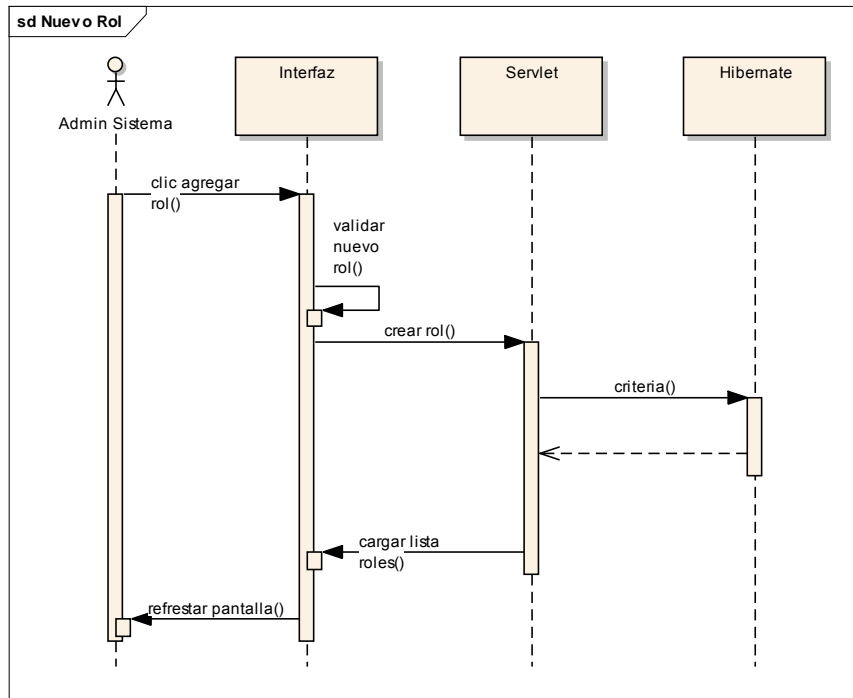 sd Nuevo Rol
Admin Sistema
Interfaz
Servlet
Hibernate
clic agregar
rol()
validar
nuevo
rol()
crear rol()
criteria()
cargar lista
roles()
refrestar pantalla()